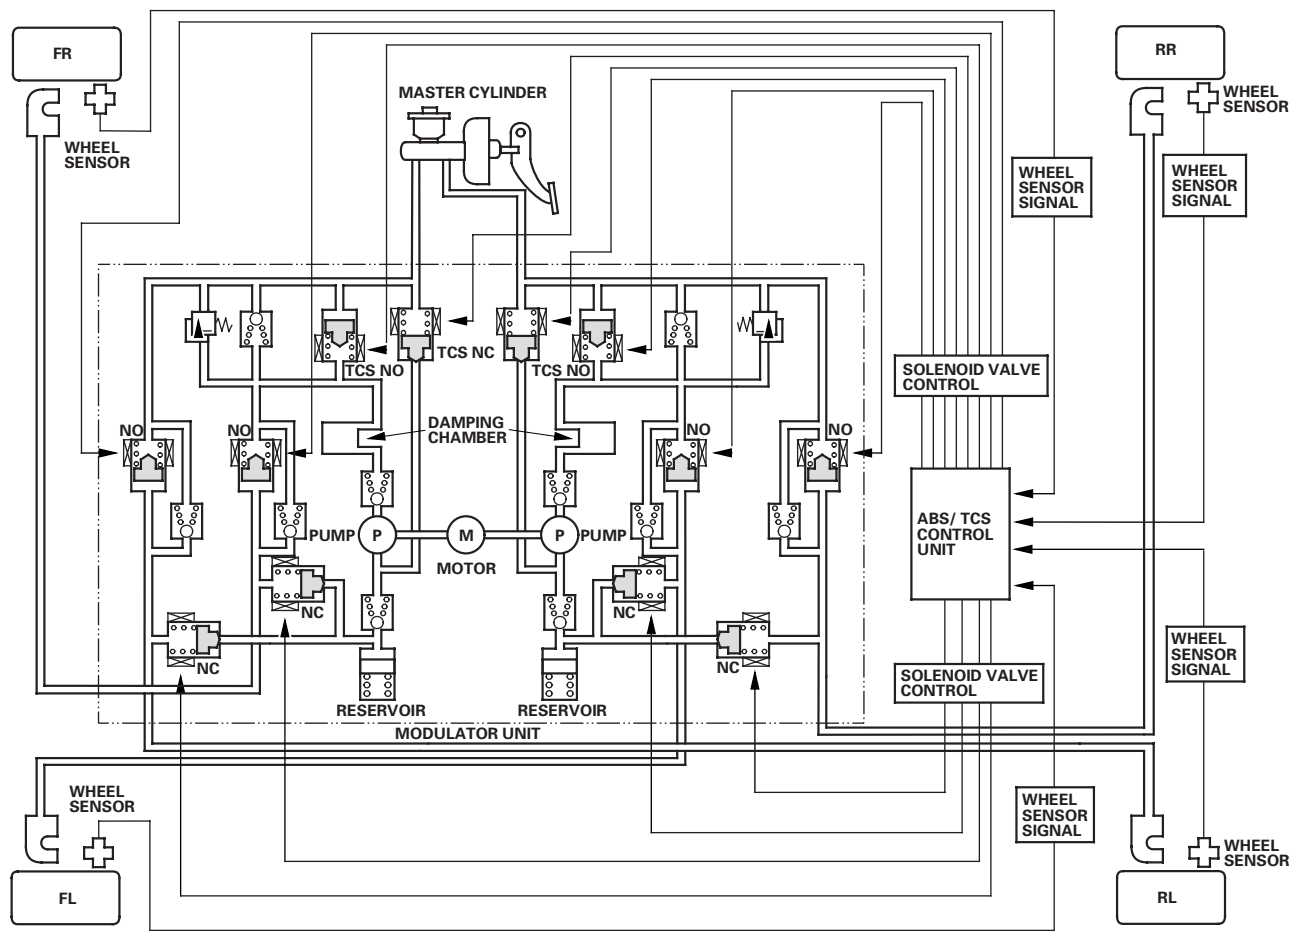 FR
RR
MASTER CYLINDER
WHEEL
SENSOR
WHEEL
SENSOR
WHEEL
SENSOR
SIGNAL
WHEEL
SENSOR
SIGNAL
TCS NC
TCS NO
TCS NO
SOLENOID VALVE
CONTROL
DAMPING
CHAMBER
NO
NO
NO
NO
ABS/ TCS
CONTROL
UNIT
PUMP
P
M
P
PUMP
MOTOR
NC
NC
NC
NC
WHEEL
SENSOR
SIGNAL
SOLENOID VALVE
CONTROL
RESERVOIR
RESERVOIR
MODULATOR UNIT
WHEEL
SENSOR
WHEEL
SENSOR
SIGNAL
WHEEL
SENSOR
FL
RL